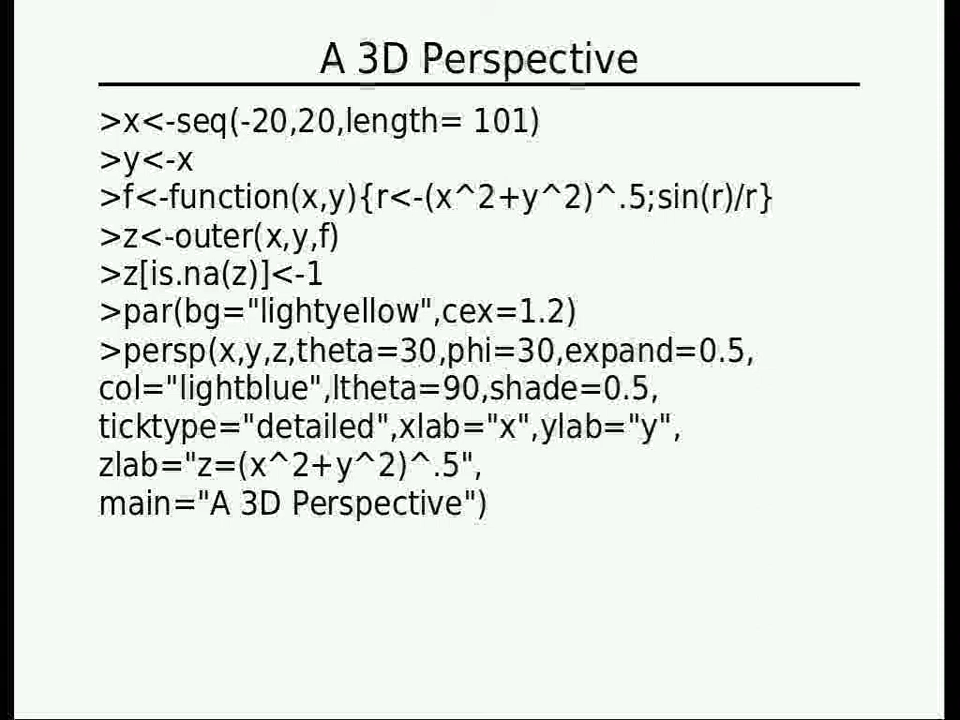 A 3D Perspective
>x<-seq(-20,20,length= 101)
>y<-x
>f<-function(x,y){r<-(x^2+y^2)^.5;sin(r)/r}
>z<-outer(x,y,f)
>z[is.na(z)]<-1
>par(bg="lightyellow",cex=1.2)
>persp(x,y,z,theta=30,phi=30,expand=0.5,
col="lightblue",ltheta=90,shade=0.5,
ticktype="detailed",xlab="x",ylab="y",
zlab="z=(x^2+y^2)^.5",
main="A 3D Perspective")